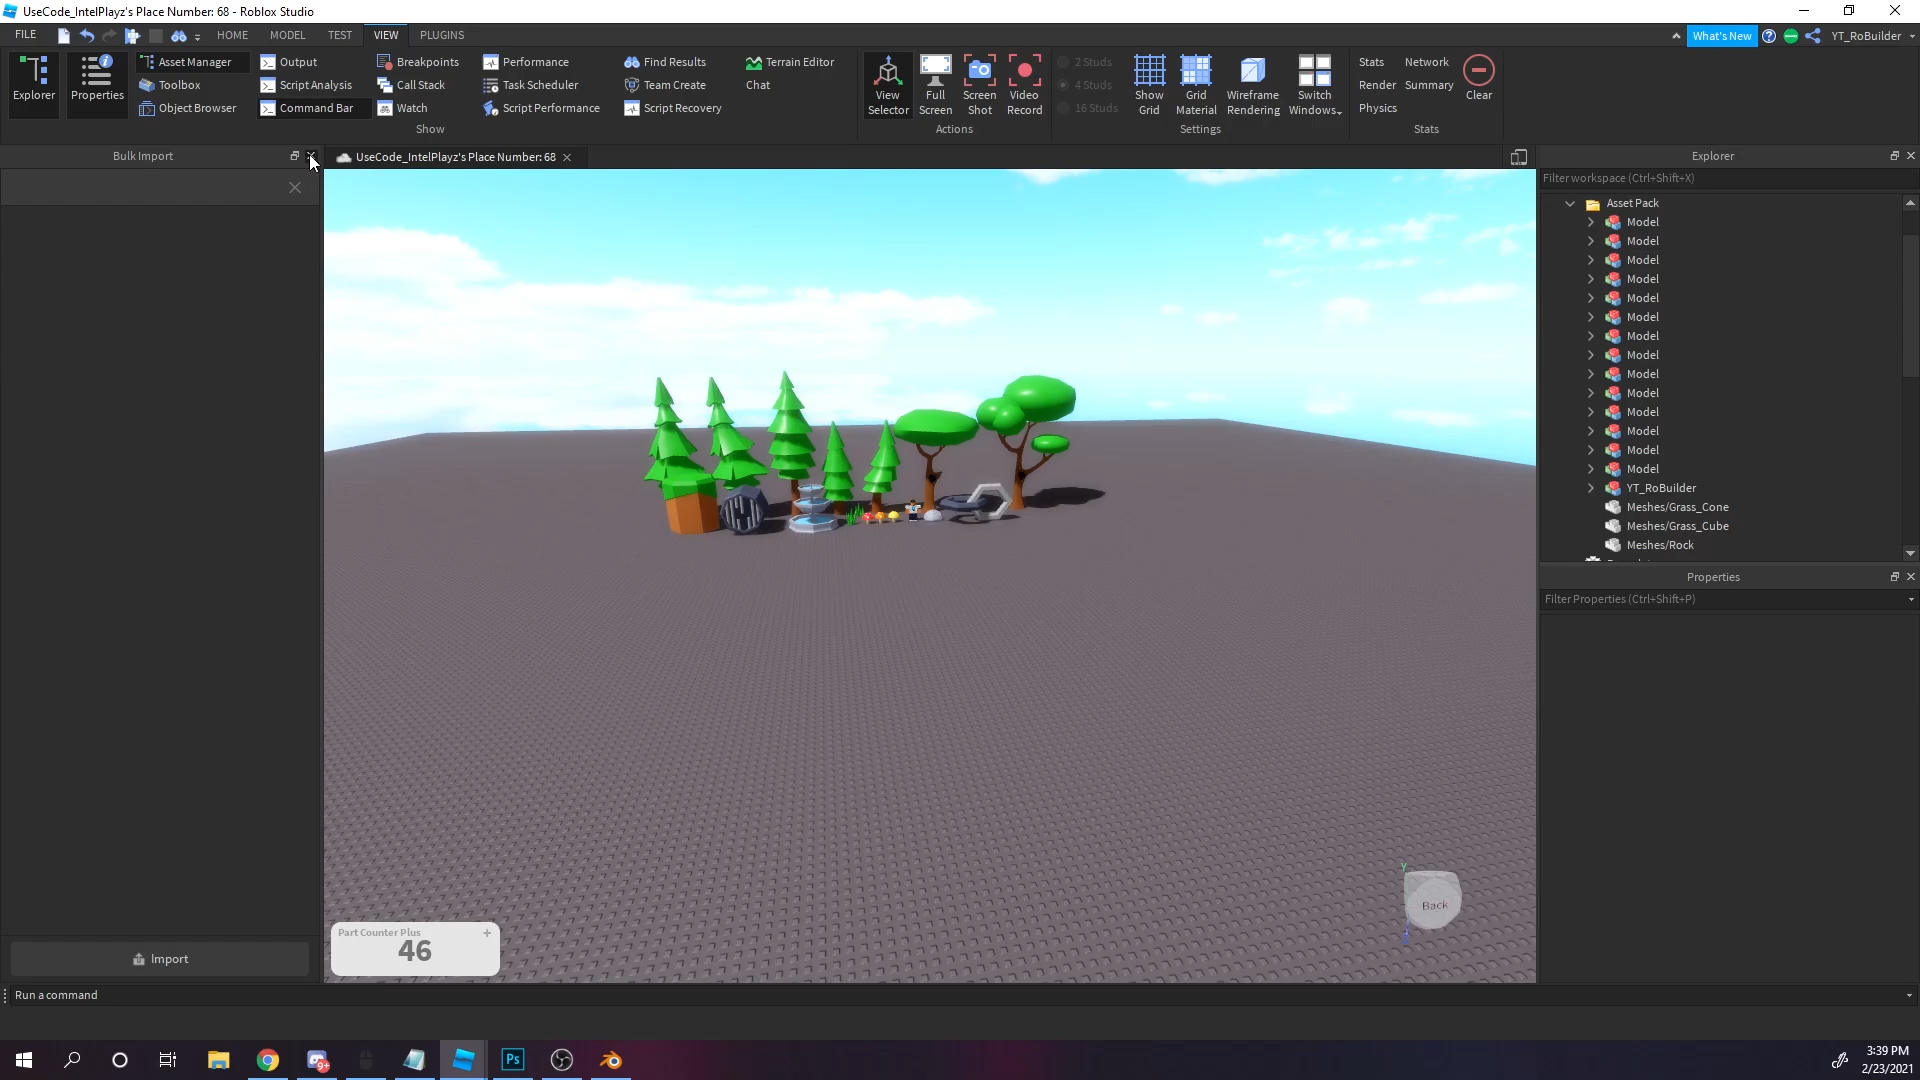 UseCode_IntelPlayz's Place Number: 68 - Roblox Studio
FILE HOME MODEL TEST VIEW PLUGINS What's New YT_RoBuilder
Explorer
Properties
Asset Manager
Toolbox
Object Browser
Output
Script Analysis
Command Bar
Breakpoints
Call Stack
Watch
Performance
Task Scheduler
Script Performance
Find Results
Team Create
Script Recovery
Terrain Editor
Chat
Show
View
Selector
Full
Screen
Screen
Shot
Video
Record
Actions
2 Studs
4 Studs
16 Studs
Show
Grid
Grid
Material
Wireframe
Rendering
Switch
Windows
Settings
Stats
Render
Physics
Network
Summary
Clear
Stats
Bulk Import
UseCode_IntelPlayz's Place Number: 68
Explorer
Filter workspace (Ctrl+Shift+X)
Asset Pack
Model
Model
Model
Model
Model
Model
Model
Model
Model
Model
Model
Model
Model
Model
YT_RoBuilder
Meshes/Grass_Cone
Meshes/Grass_Cube
Meshes/Rock
Properties
Filter Properties (Ctrl+Shift+P)
Y
Back
Part Counter Plus +
46
Import
Run a command
9+
Ps
3:39 PM
2/23/2021